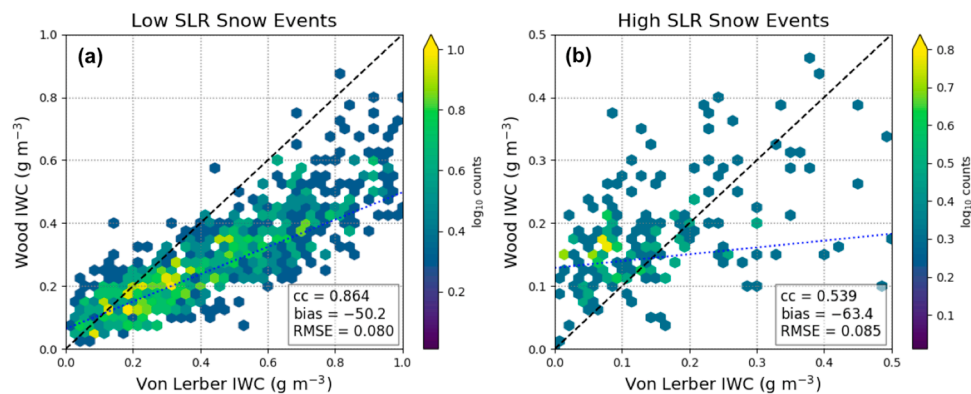 Low SLR Snow Events
(a)
Wood IWC (g m⁻³)
1.0
0.8
0.6
0.4
0.2
0.0
0.0 0.2 0.4 0.6 0.8 1.0
Von Lerber IWC (g m⁻³)
cc = 0.864
bias = −50.2
RMSE = 0.080
1.0
0.8
0.6
0.4
0.2
log₁₀ counts
High SLR Snow Events
(b)
Wood IWC (g m⁻³)
0.5
0.4
0.3
0.2
0.1
0.0
0.0 0.1 0.2 0.3 0.4 0.5
Von Lerber IWC (g m⁻³)
cc = 0.539
bias = −63.4
RMSE = 0.085
0.8
0.7
0.6
0.5
0.4
0.3
0.2
0.1
log₁₀ counts